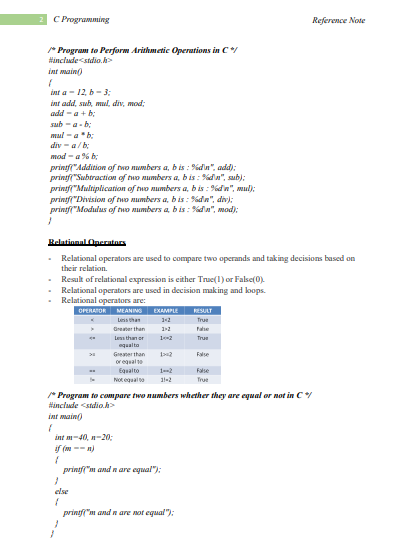 2 C Programming Reference Note
/* Program to Perform Arithmetic Operations in C */
#include<stdio.h>
int main()
{
int a = 12, b = 3;
int add, sub, mul, div, mod;
add = a + b;
sub = a - b;
mul = a * b;
div = a / b;
mod = a % b;
printf("Addition of two numbers a, b is : %d\n", add);
printf("Subtraction of two numbers a, b is : %d\n", sub);
printf("Multiplication of two numbers a, b is : %d\n", mul);
printf("Division of two numbers a, b is : %d\n", div);
printf("Modulus of two numbers a, b is : %d\n", mod);
}
Relational Operators
- Relational operators are used to compare two operands and taking decisions based on
their relation.
- Result of relational expression is either True(1) or False(0).
- Relational operators are used in decision making and loops.
- Relational operators are:
OPERATOR MEANING EXAMPLE RESULT
< Less than 1<2 True
> Greater than 1>2 False
<= Less than or 1<=2 True
equal to
>= Greater than 1>=2 False
or equal to
== Equal to 1==2 False
!= Not equal to 1!=2 True
/* Program to compare two numbers whether they are equal or not in C */
#include <stdio.h>
int main()
{
int m=40, n=20;
if (m == n)
{
printf("m and n are equal");
}
else
{
printf("m and n are not equal");
}
}